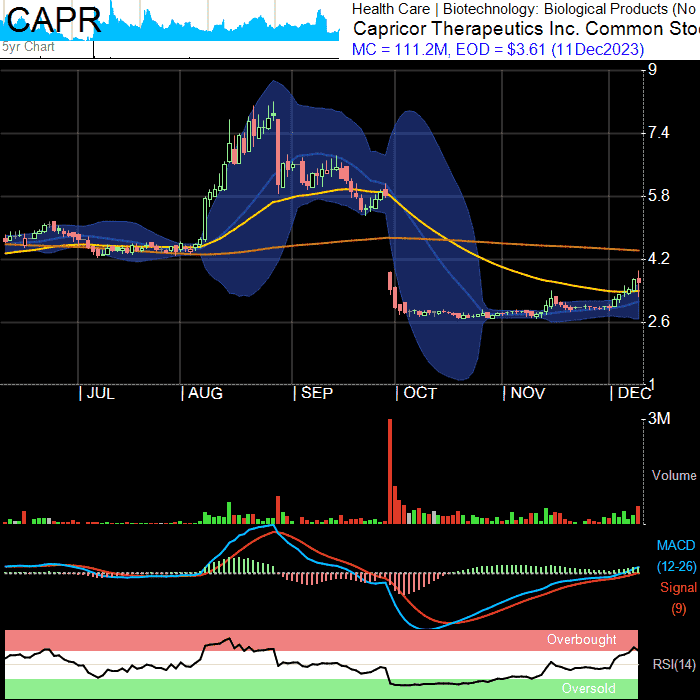 CAPR
5yr Chart
Health Care | Biotechnology: Biological Products (No
Capricor Therapeutics Inc. Common Sto
MC = 111.2M, EOD = $3.61 (11Dec2023)
9
7.4
5.8
4.2
2.6
1
JUL
AUG
SEP
OCT
NOV
DEC
3M
Volume
MACD
(12-26)
Signal
(9)
Overbought
RSI(14)
Oversold